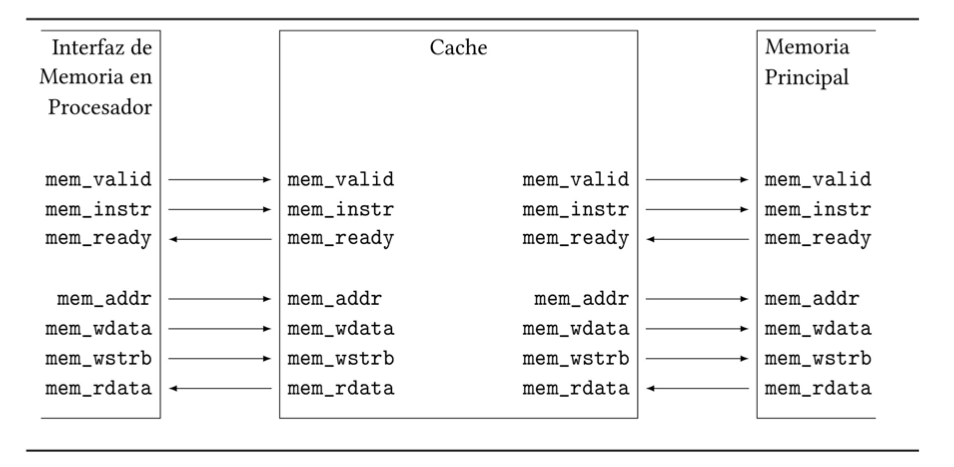 Interfaz de
Memoria en
Procesador
Cache
Memoria
Principal
mem_valid mem_valid mem_valid mem_valid
mem_instr mem_instr mem_instr mem_instr
mem_ready mem_ready mem_ready mem_ready
mem_addr mem_addr mem_addr mem_addr
mem_wdata mem_wdata mem_wdata mem_wdata
mem_wstrb mem_wstrb mem_wstrb mem_wstrb
mem_rdata mem_rdata mem_rdata mem_rdata